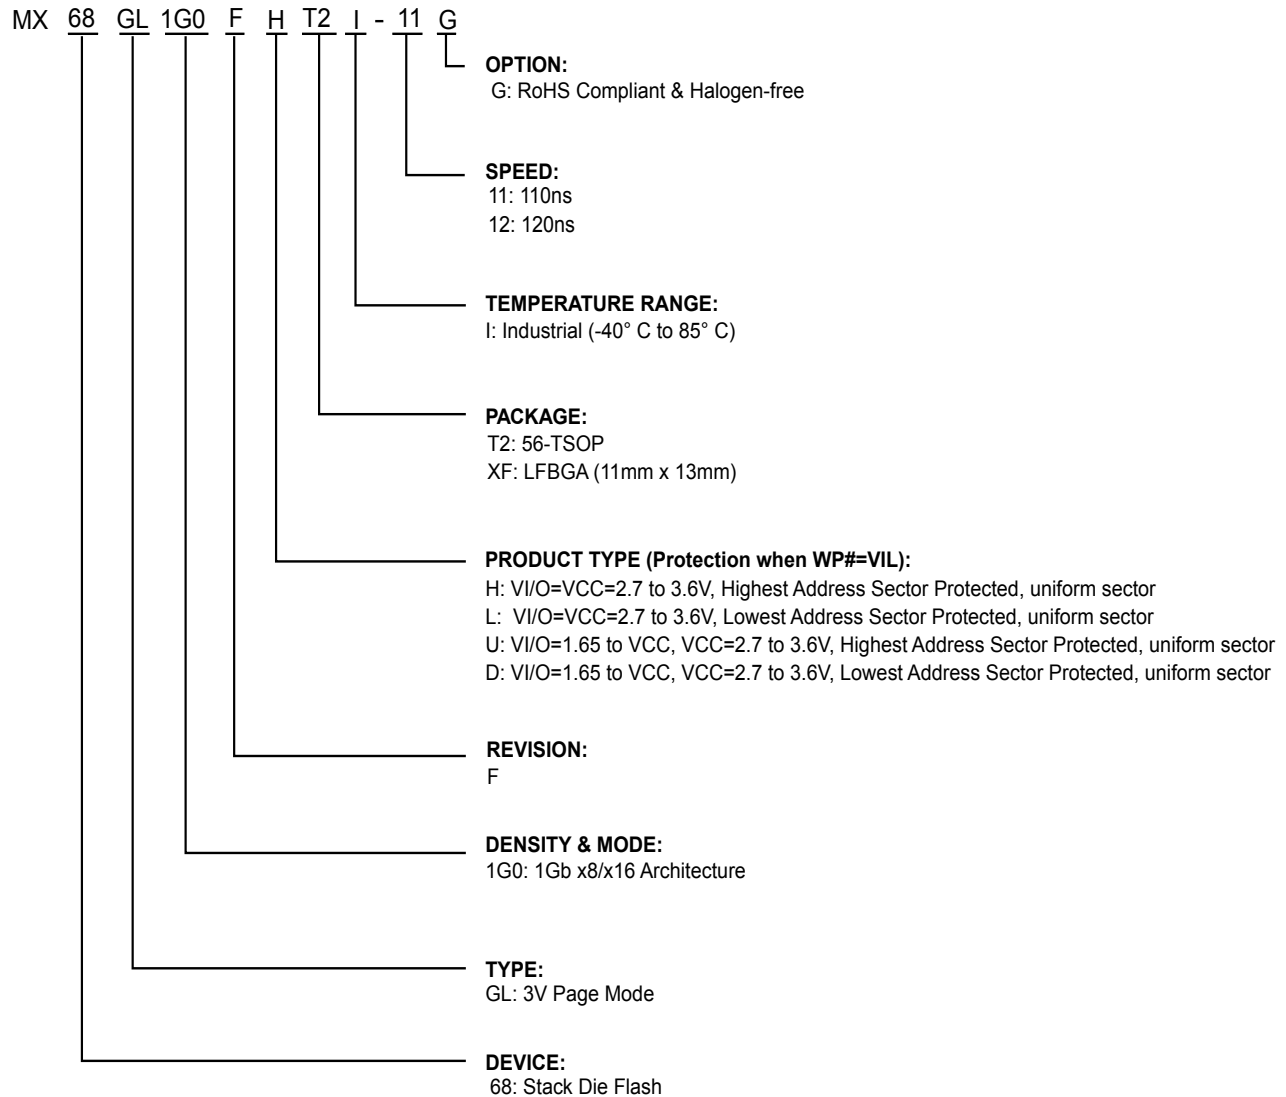 MX 68 GL 1G0 F H T2 I - 11 G
OPTION:
G: RoHS Compliant & Halogen-free
SPEED:
11: 110ns
12: 120ns
TEMPERATURE RANGE:
I: Industrial (-40° C to 85° C)
PACKAGE:
T2: 56-TSOP
XF: LFBGA (11mm x 13mm)
PRODUCT TYPE (Protection when WP#=VIL):
H: VI/O=VCC=2.7 to 3.6V, Highest Address Sector Protected, uniform sector
L: VI/O=VCC=2.7 to 3.6V, Lowest Address Sector Protected, uniform sector
U: VI/O=1.65 to VCC, VCC=2.7 to 3.6V, Highest Address Sector Protected, uniform sector
D: VI/O=1.65 to VCC, VCC=2.7 to 3.6V, Lowest Address Sector Protected, uniform sector
REVISION:
F
DENSITY & MODE:
1G0: 1Gb x8/x16 Architecture
TYPE:
GL: 3V Page Mode
DEVICE:
68: Stack Die Flash